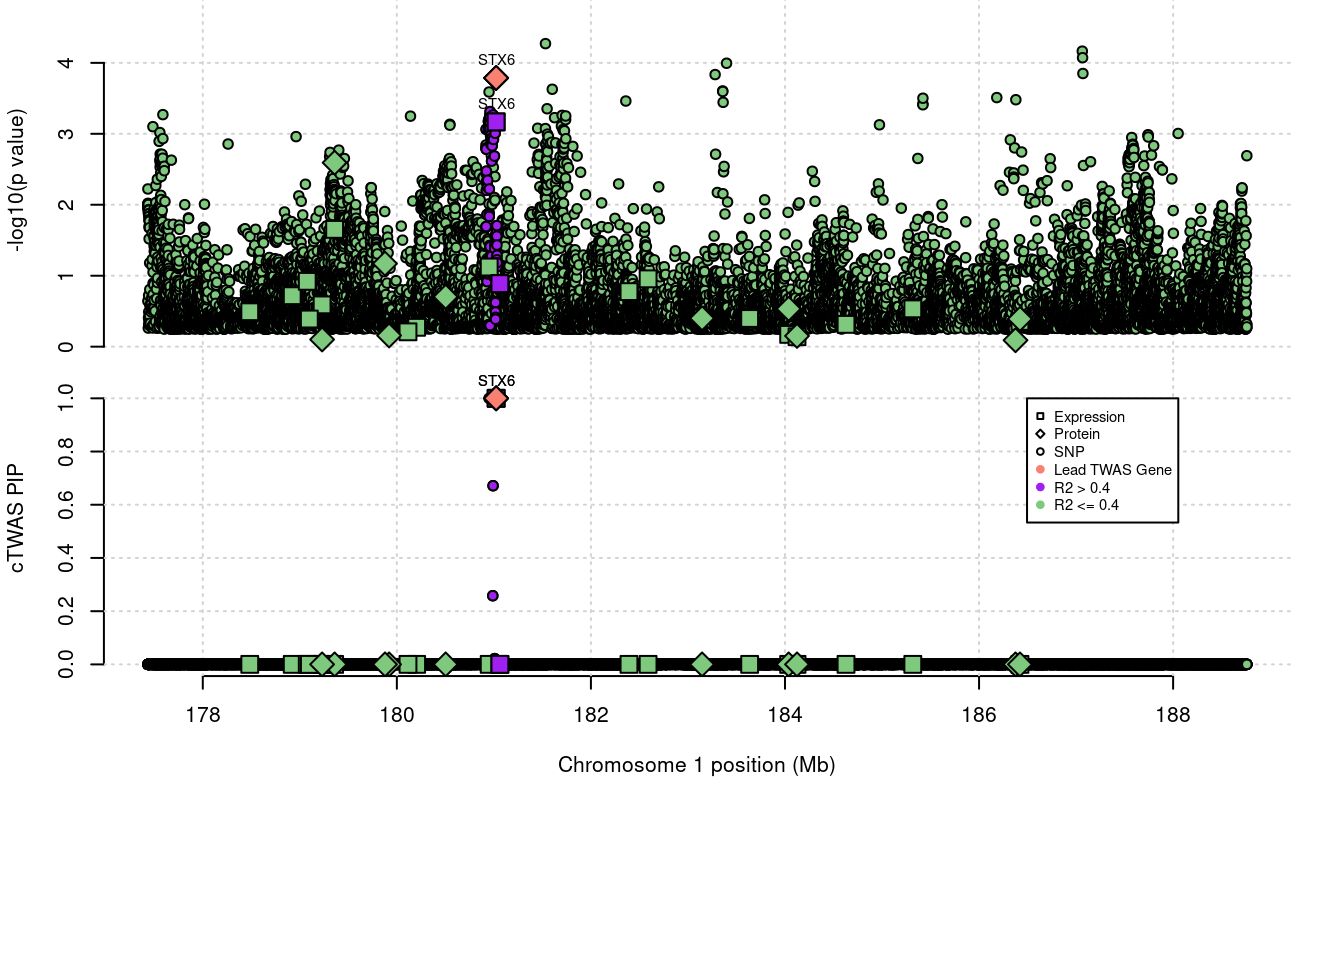 -log10(p value)
4
3
2
1
0
STX6
STX6
cTWAS PIP
1.0
0.8
0.6
0.4
0.2
0.0
STX6
Expression
Protein
SNP
Lead TWAS Gene
R2 > 0.4
R2 <= 0.4
178 180 182 184 186 188
Chromosome 1 position (Mb)